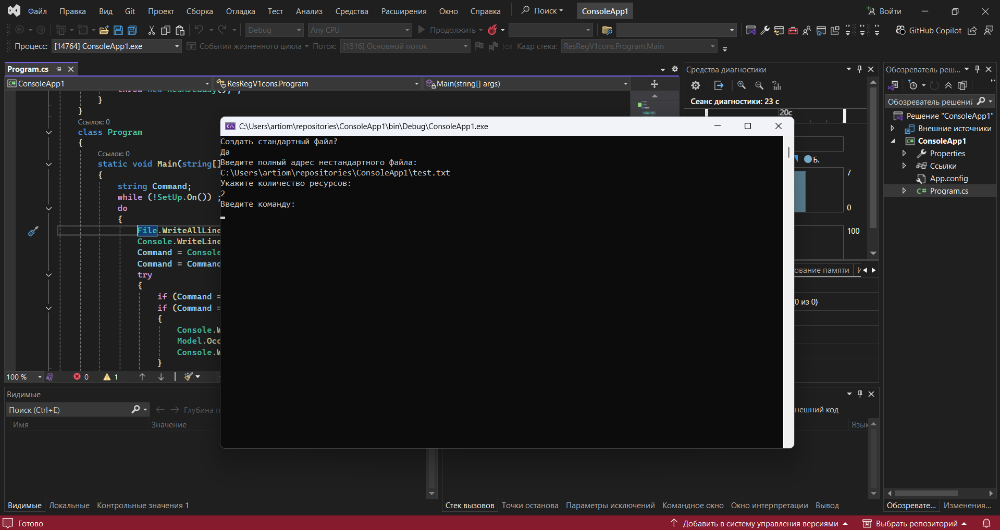 Файл Правка Вид Git Проект Сборка Отладка Тест Анализ Средства Расширения Окно Справка Поиск ConsoleApp1 Войти
Debug Any CPU Продолжить GitHub Copilot
Процесс: [14764] ConsoleApp1.exe События жизненного цикла Поток: [1516] Основной поток Кадр стека: ResRegV1cons.Program.Main
Program.cs
ConsoleApp1 ResRegV1cons.Program Main(string[] args)
throw new ResAreBusy();
}
}
Ссылок: 0
class Program
{
Ссылок: 0
static void Main(string[]
{
string Command;
while (!SetUp.On()) ;
do
{
File.WriteAllLine
Console.WriteLine
Command = Console
Command = Command
try
{
if (Command =
if (Command =
{
Console.W
Model.Occ
Console.W
}
100 % 0 1
C:\Users\artiom\repositories\ConsoleApp1\bin\Debug\ConsoleApp1.exe
Создать стандартный файл?
Да
Введите полный адрес нестандартного файла:
C:\Users\artiom\repositories\ConsoleApp1\test.txt
Укажите количество ресурсов:
2
Введите команду:
Средства диагностики
Сеанс диагностики: 23 с
20с
Б..
7
0
100
ование памяти
(0 из 0)
Обозреватель реш...
Обозреватель решений
Решение "ConsoleApp1"
Внешние источники
ConsoleApp1
Properties
Ссылки
App.config
Program.cs
Видимые
Поиск (Ctrl+E) Глубина п
Имя Значение
нешний код
Язык
Видимые Локальные Контрольные значения 1
Стек вызовов Точки останова Параметры исключений Командное окно Окно интерпретации Вывод
Обозревате... Изменения...
Готово Добавить в систему управления версиями Выбрать репозиторий